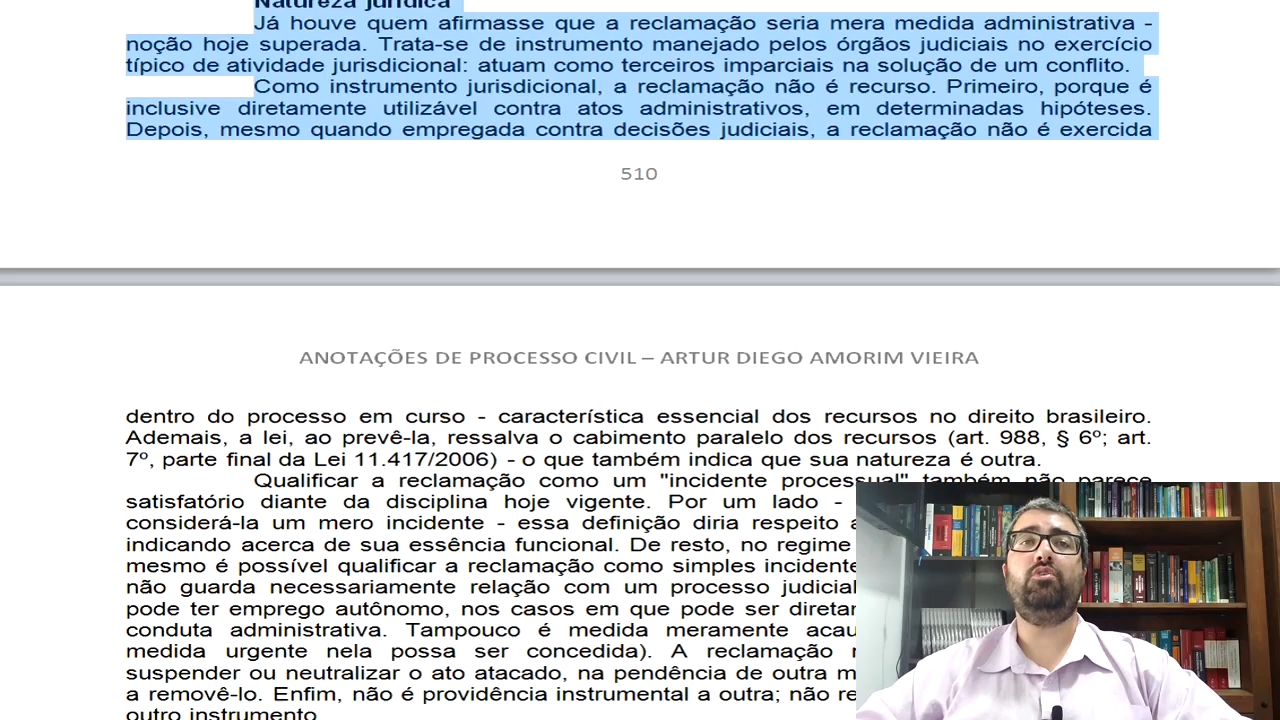 Natureza jurídica
Já houve quem afirmasse que a reclamação seria mera medida administrativa -
noção hoje superada. Trata-se de instrumento manejado pelos órgãos judiciais no exercício
típico de atividade jurisdicional: atuam como terceiros imparciais na solução de um conflito.
Como instrumento jurisdicional, a reclamação não é recurso. Primeiro, porque é
inclusive diretamente utilizável contra atos administrativos, em determinadas hipóteses.
Depois, mesmo quando empregada contra decisões judiciais, a reclamação não é exercida
510
ANOTAÇÕES DE PROCESSO CIVIL – ARTUR DIEGO AMORIM VIEIRA
dentro do processo em curso - característica essencial dos recursos no direito brasileiro.
Ademais, a lei, ao prevê-la, ressalva o cabimento paralelo dos recursos (art. 988, § 6º; art.
7º, parte final da Lei 11.417/2006) - o que também indica que sua natureza é outra.
Qualificar a reclamação como um "incidente processual" também não parece
satisfatório diante da disciplina hoje vigente. Por um lado -
considerá-la um mero incidente - essa definição diria respeito
indicando acerca de sua essência funcional. De resto, no regime
mesmo é possível qualificar a reclamação como simples incidente
não guarda necessariamente relação com um processo judicial
pode ter emprego autônomo, nos casos em que pode ser
conduta administrativa. Tampouco é medida meramente
medida urgente nela possa ser concedida). A reclamação
suspender ou neutralizar o ato atacado, na pendência de outra
a removê-lo. Enfim, não é providência instrumental a outra; não
outro instrumento